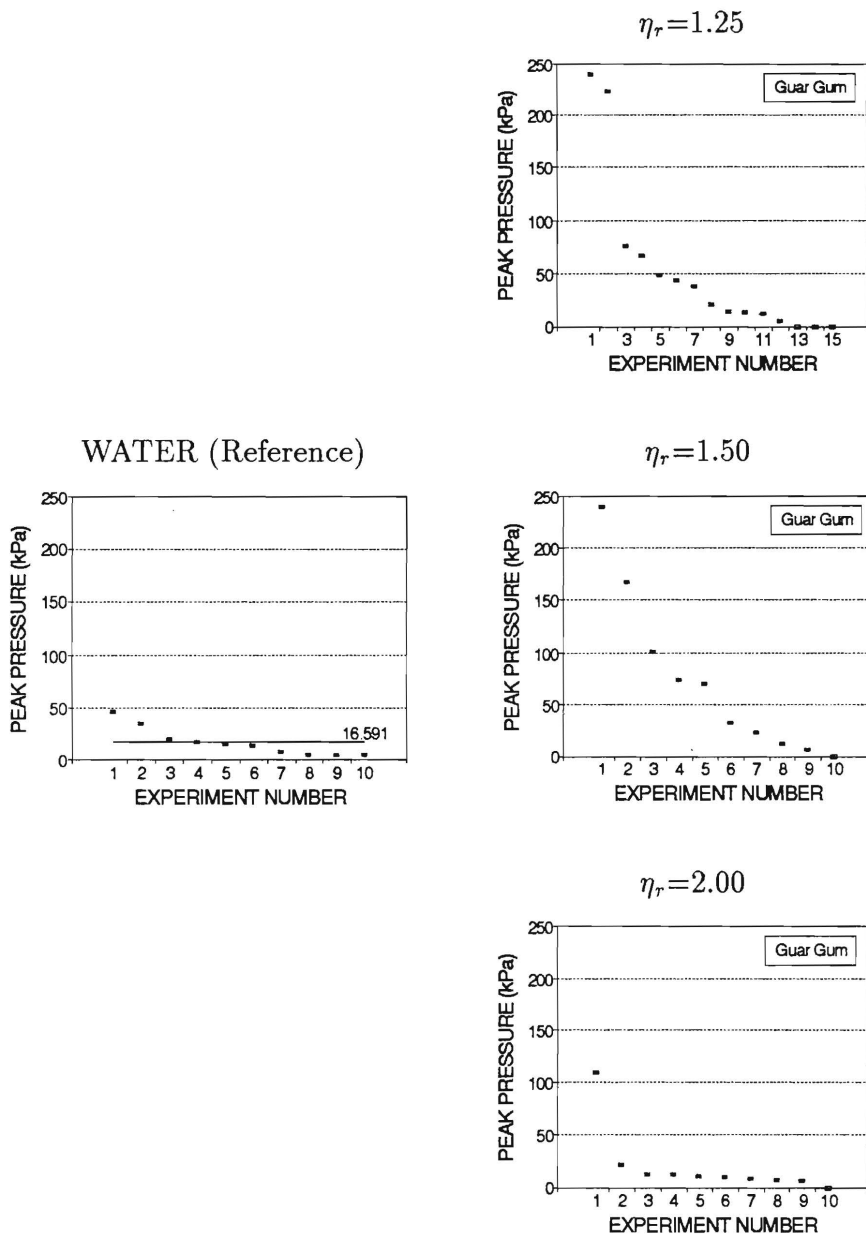 ηr=1.25
250
200
150
100
50
0
PEAK PRESSURE (kPa)
Guar Gum
1 3 5 7 9 11 13 15
EXPERIMENT NUMBER
WATER (Reference)
250
200
150
100
50
0
PEAK PRESSURE (kPa)
16.591
1 2 3 4 5 6 7 8 9 10
EXPERIMENT NUMBER
ηr=1.50
250
200
150
100
50
0
PEAK PRESSURE (kPa)
Guar Gum
1 2 3 4 5 6 7 8 9 10
EXPERIMENT NUMBER
ηr=2.00
250
200
150
100
50
0
PEAK PRESSURE (kPa)
Guar Gum
1 2 3 4 5 6 7 8 9 10
EXPERIMENT NUMBER